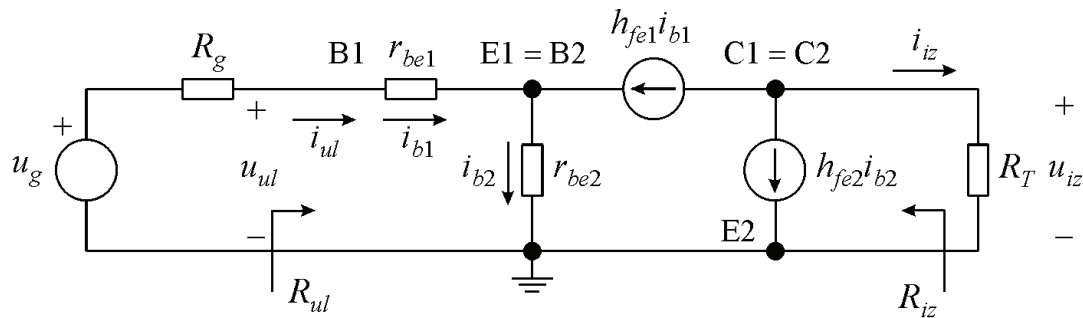 R_g B1 r_{be1} E1 = B2 h_{fe1}i_{b1} C1 = C2 i_{iz}
+ + +
u_g u_{ul} i_{ul} i_{b1} i_{b2} r_{be2} h_{fe2}i_{b2} R_T u_{iz}
− E2 −
R_{ul} R_{iz}